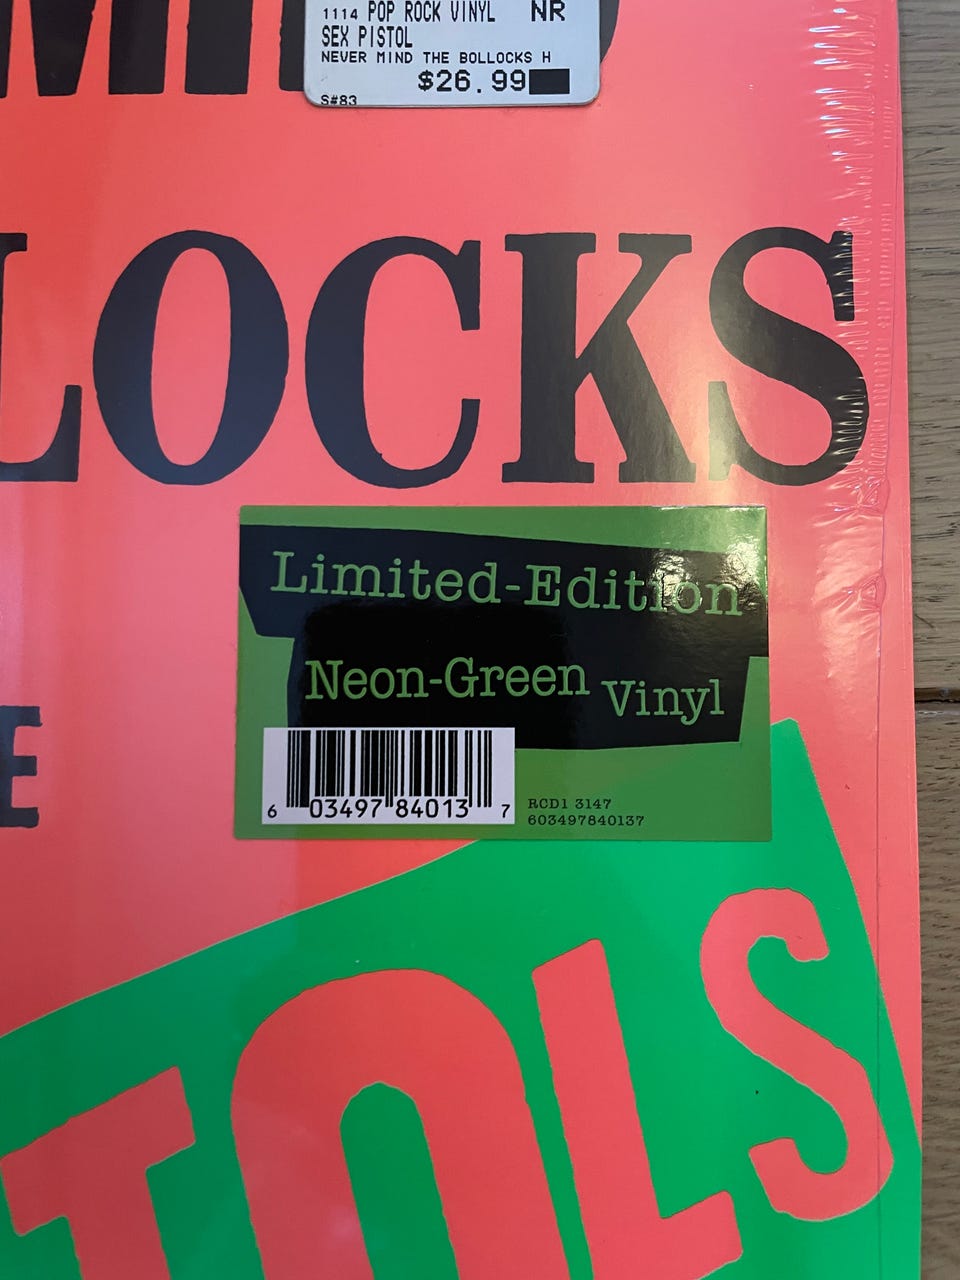 1114 POP ROCK VINYL NR
SEX PISTOL
NEVER MIND THE BOLLOCKS H
$26.99
S#83
LOCKS
Limited-Edition
Neon-Green Vinyl
E
6 03497 84013 7
RCD1 3147
603497840137
TOLS